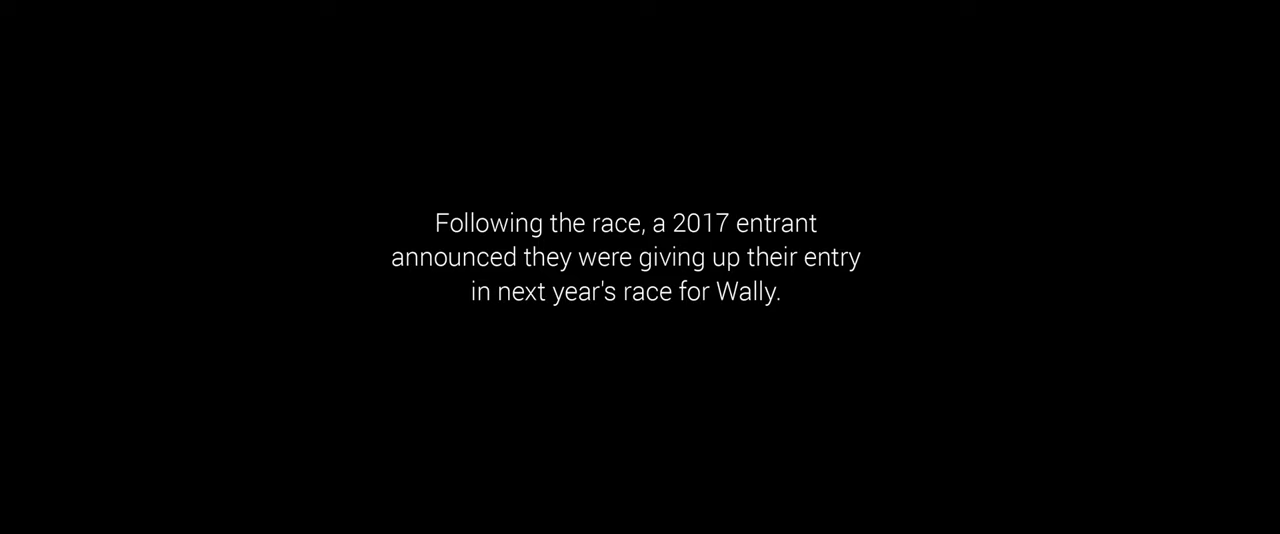 Following the race, a 2017 entrant
announced they were giving up their entry
in next year's race for Wally.